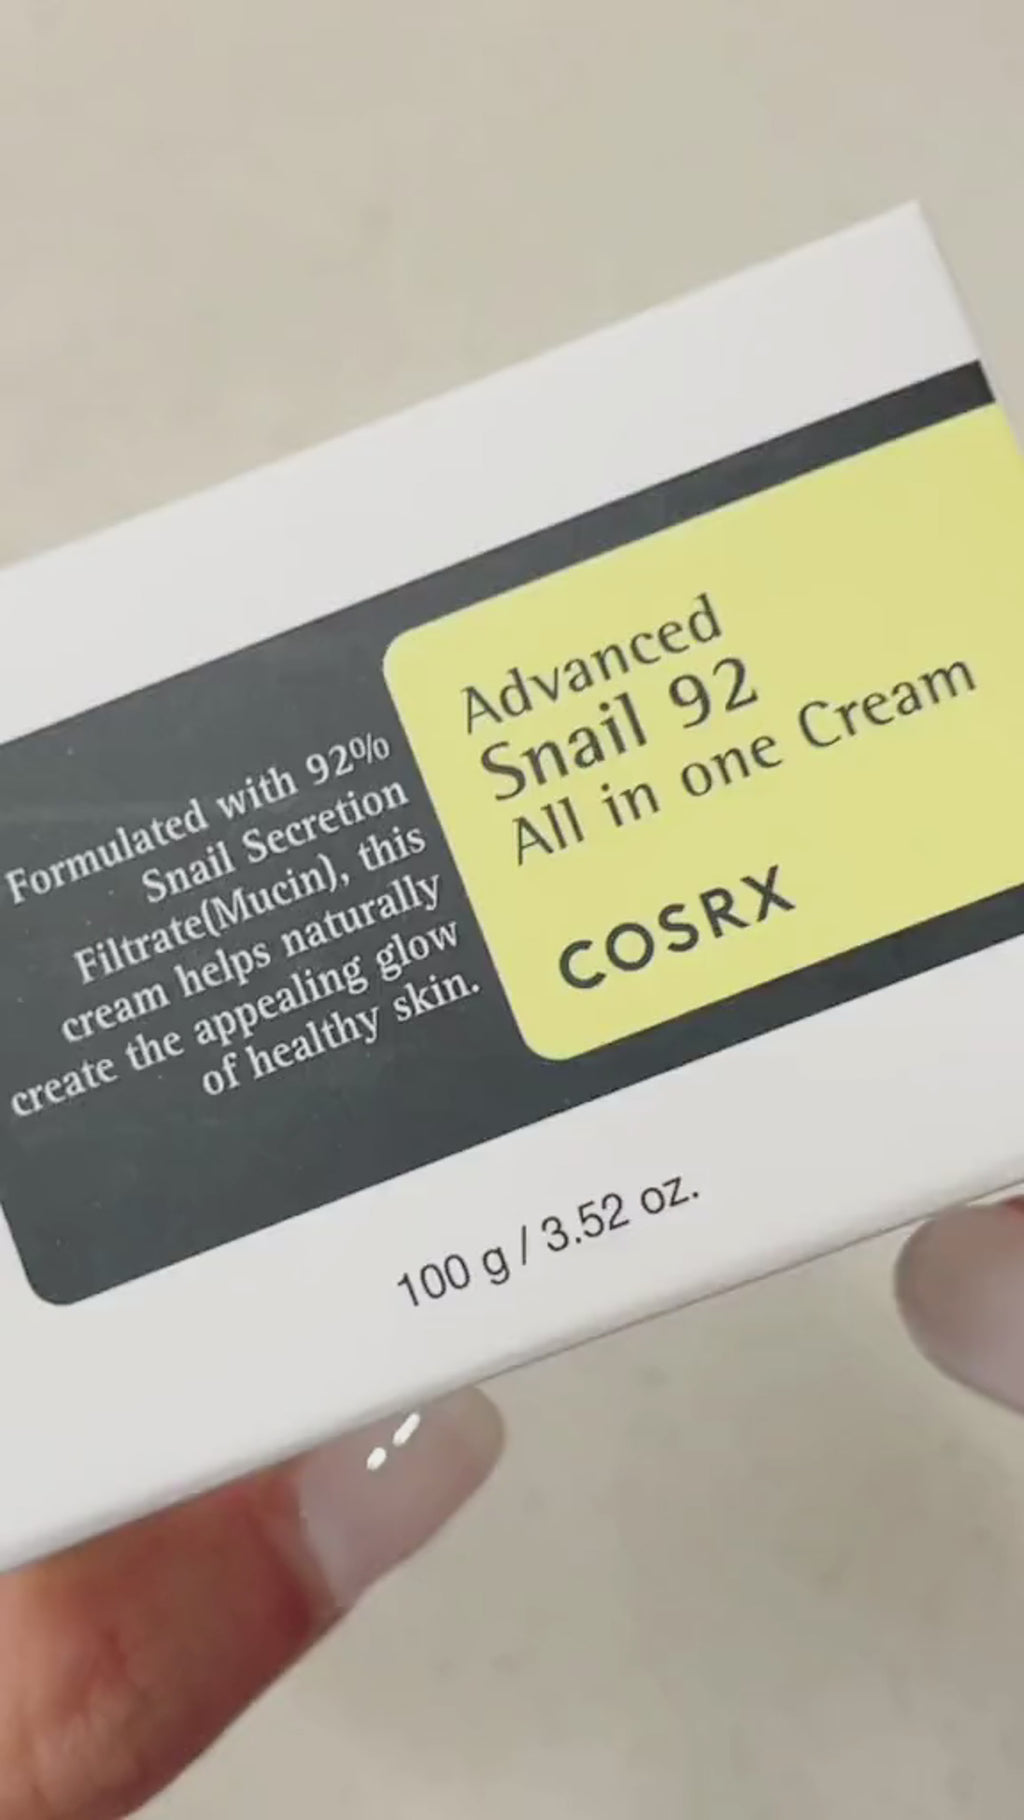 Formulated with 92%
Snail Secretion
Filtrate(Mucin), this
cream helps naturally
create the appealing glow
of healthy skin.
Advanced
Snail 92
All in one Cream
COSRX
100 g / 3.52 oz.